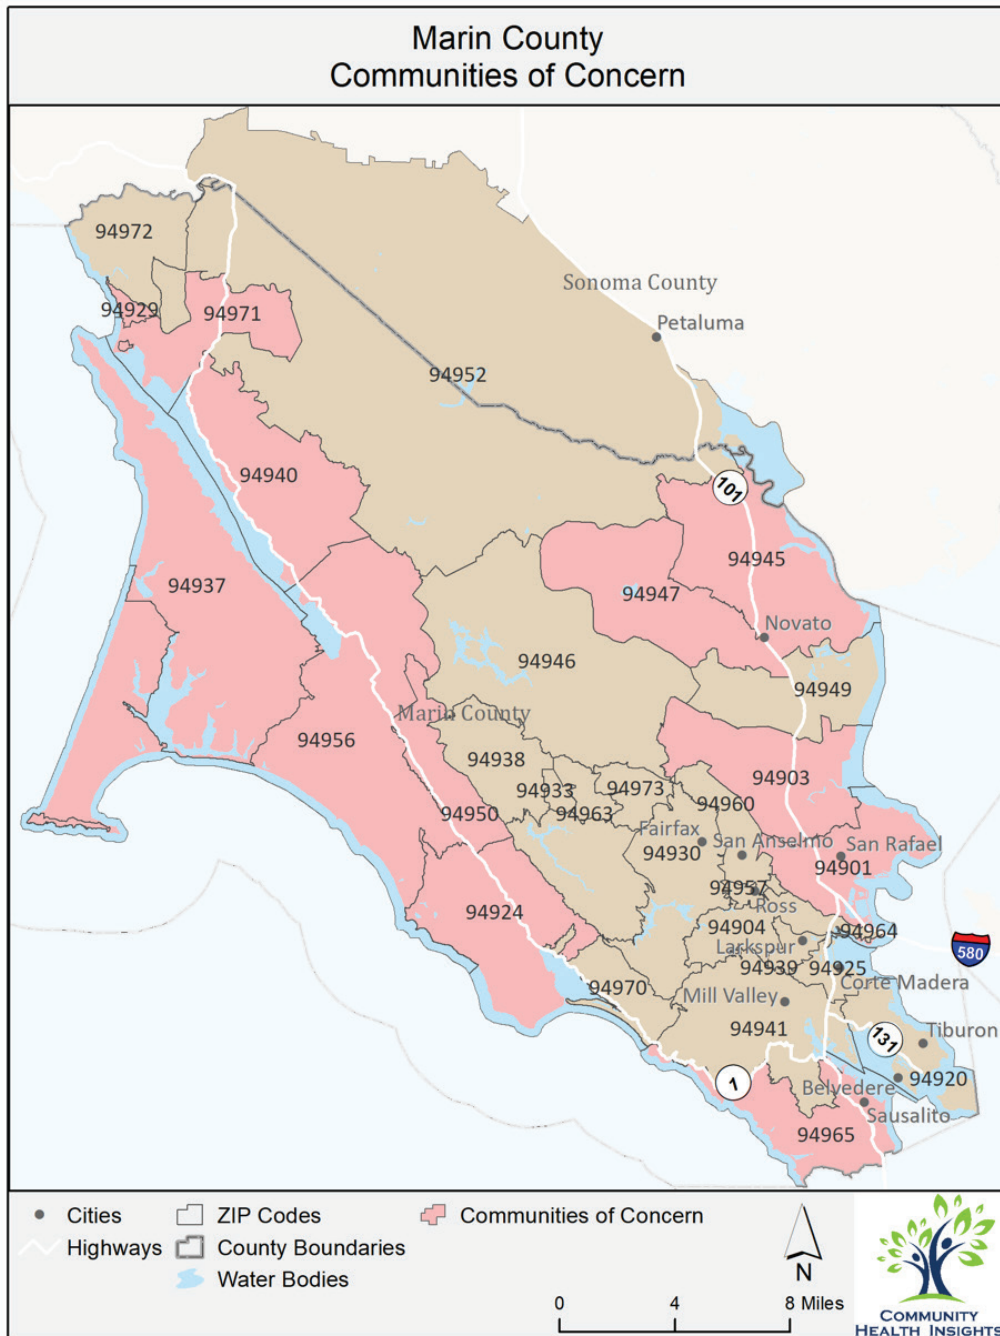 Marin County
Communities of Concern
94972
Sonoma County
94929
94971
Petaluma
94952
94940
101
94945
94937
94947
Novato
94946
94949
Marin County
94956
94938
94903
94933
94973
94963
94960
94950
Fairfax
San Anselmo
San Rafael
94930
94901
94957
Ross
94924
94904
94964
Larkspur
580
94939
94925
Corte Madera
94970
Mill Valley
94941
131
Tiburon
94920
1
Belvedere
Sausalito
94965
Cities
ZIP Codes
Communities of Concern
Highways
County Boundaries
Water Bodies
N
0 4 8 Miles
COMMUNITY
HEALTH INSIGHTS